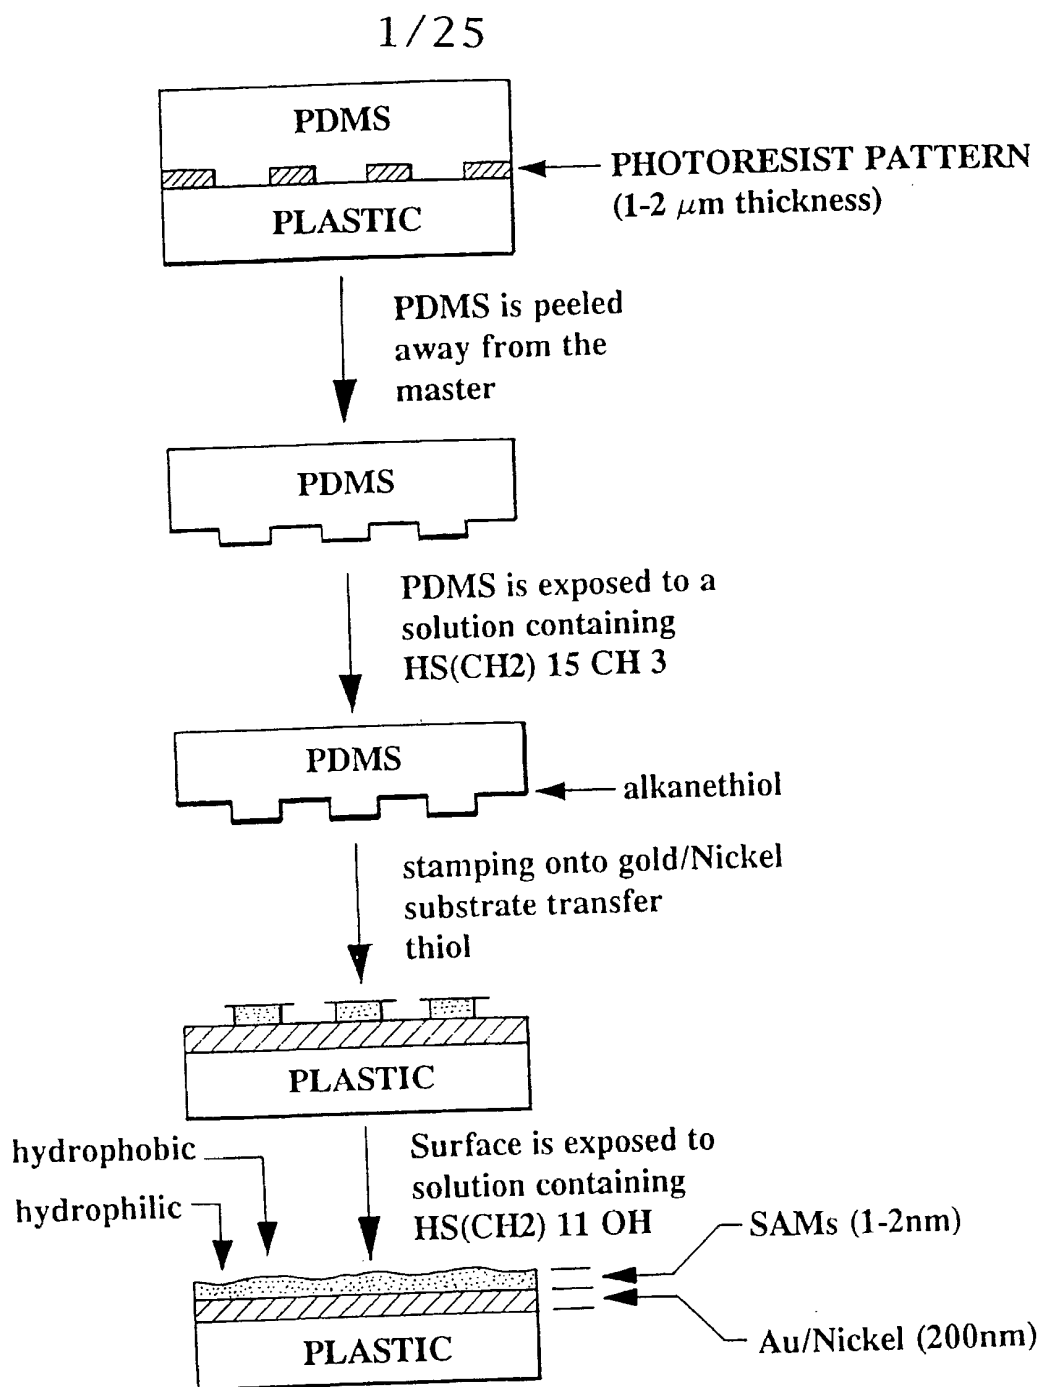 1/25
PDMS
PHOTORESIST PATTERN
(1-2 μm thickness)
PLASTIC
PDMS is peeled
away from the
master
PDMS
PDMS is exposed to a
solution containing
HS(CH2) 15 CH 3
PDMS
alkanethiol
stamping onto gold/Nickel
substrate transfer
thiol
PLASTIC
hydrophobic
hydrophilic
Surface is exposed to
solution containing
HS(CH2) 11 OH
SAMs (1-2nm)
Au/Nickel (200nm)
PLASTIC